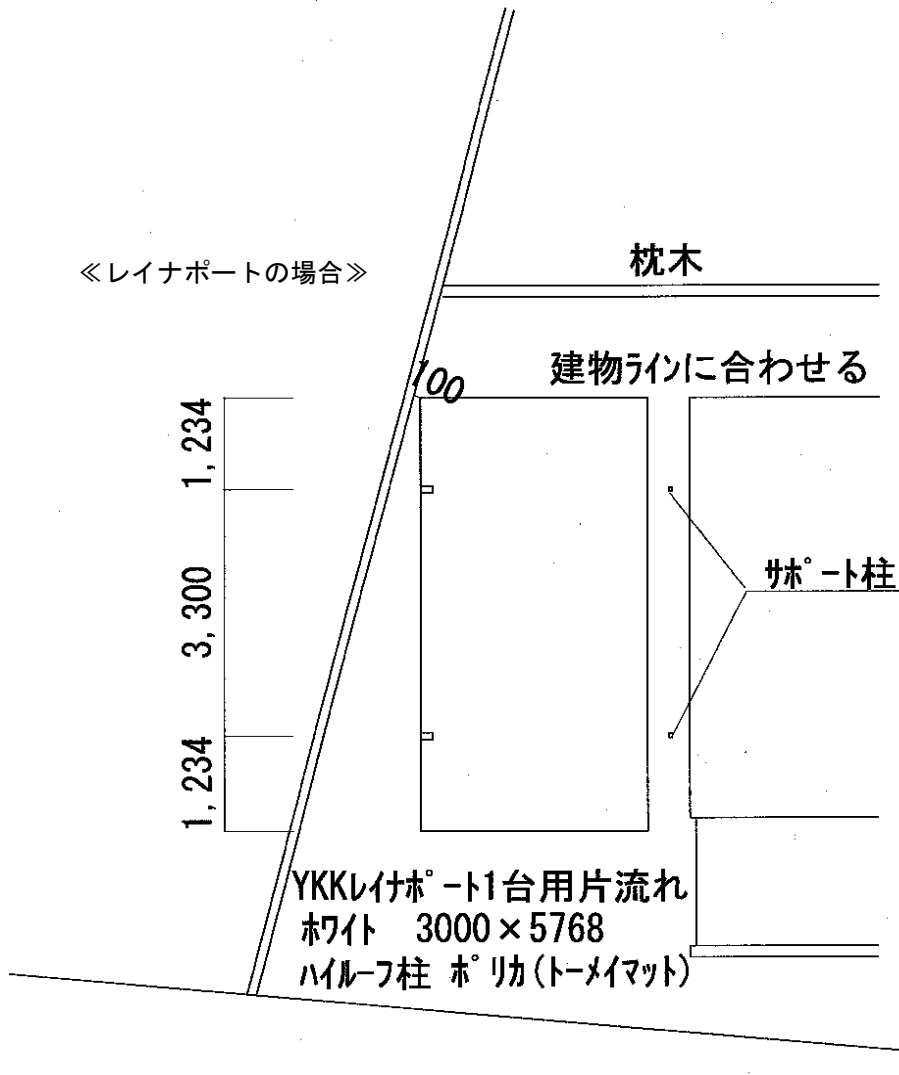 枕木
≪レイナポートの場合≫
建物ラインに合わせる
100
1,234
3,300
1,234
サポート柱
YKKレイナポート1台用片流れ
ホワイト 3000×5768
ハイルーフ柱 ポリカ(トーメイマット)